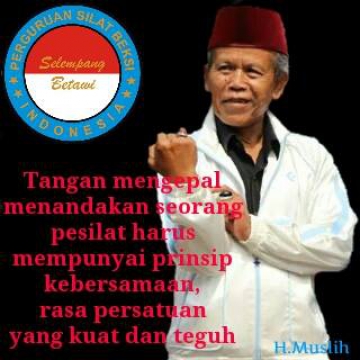 PERGURUAN SILAT BEKSI
Selempang
Betawi
INDONESIA
Tangan mengepal
menandakan seorang
pesilat harus
mempunyai prinsip
kebersamaan,
rasa persatuan
yang kuat dan teguh
H.Muslih